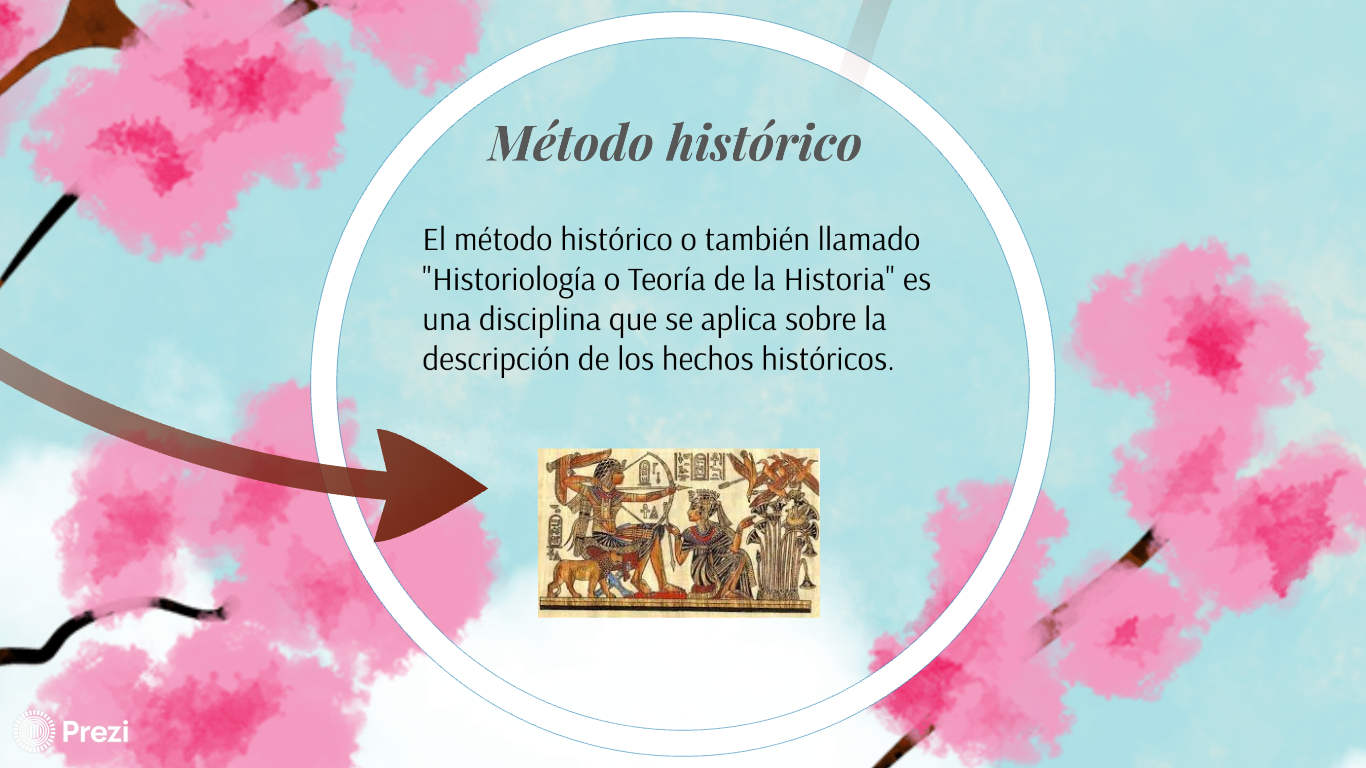 Método histórico
El método histórico o también llamado
"Historiología o Teoría de la Historia" es
una disciplina que se aplica sobre la
descripción de los hechos históricos.
Prezi